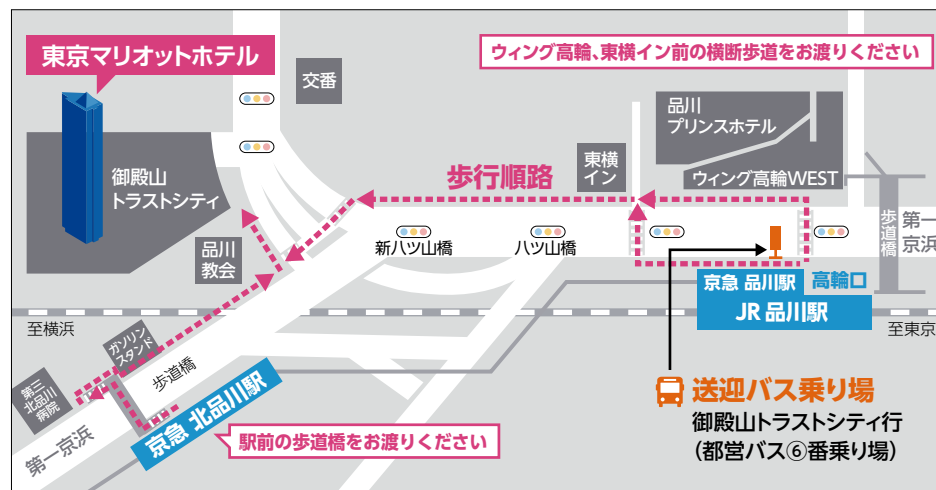 東京マリオットホテル
ウィング高輪、東横イン前の横断歩道をお渡りください
交番
品川
プリンスホテル
東横
イン
ウィング高輪WEST
御殿山
トラストシティ
歩行順路
歩道橋
第一
京浜
品川
教会
新八ツ山橋
八ツ山橋
京急 品川駅
高輪口
JR 品川駅
至横浜
至東京
ガソリン
スタンド
歩道橋
第三
北品川
病院
京急 北品川駅
第一京浜
駅前の歩道橋をお渡りください
送迎バス乗り場
御殿山トラストシティ行
(都営バス⑥番乗り場)